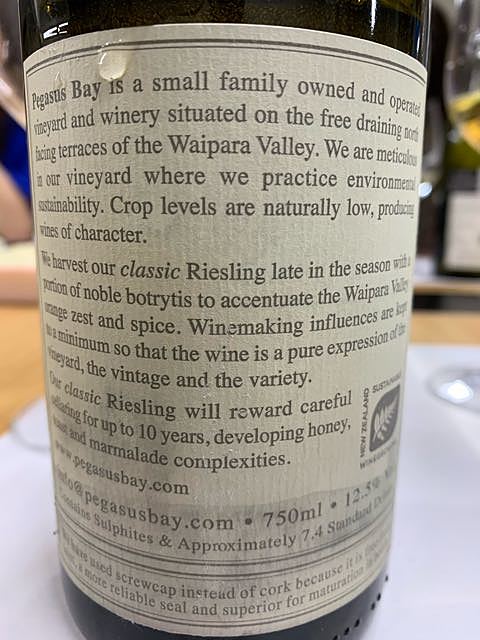 Pegasus Bay is a small family owned and operated
vineyard and winery situated on the free draining north
facing terraces of the Waipara Valley. We are meticulous
in our vineyard where we practice environmental
sustainability. Crop levels are naturally low, producing
wines of character.
We harvest our classic Riesling late in the season with a
portion of noble botrytis to accentuate the Waipara Valley
orange zest and spice. Winemaking influences are kept
to a minimum so that the wine is a pure expression of the
vineyard, the vintage and the variety.
Our classic Riesling will reward careful
cellaring for up to 10 years, developing honey,
toast and marmalade complexities.
NEW ZEALAND SUSTAINABLE
www.pegasusbay.com
info@pegasusbay.com • 750ml • 12.5%
Contains Sulphites & Approximately 7.4 Standard
We have used screwcap instead of cork because it is
a more reliable seal and superior for maturation